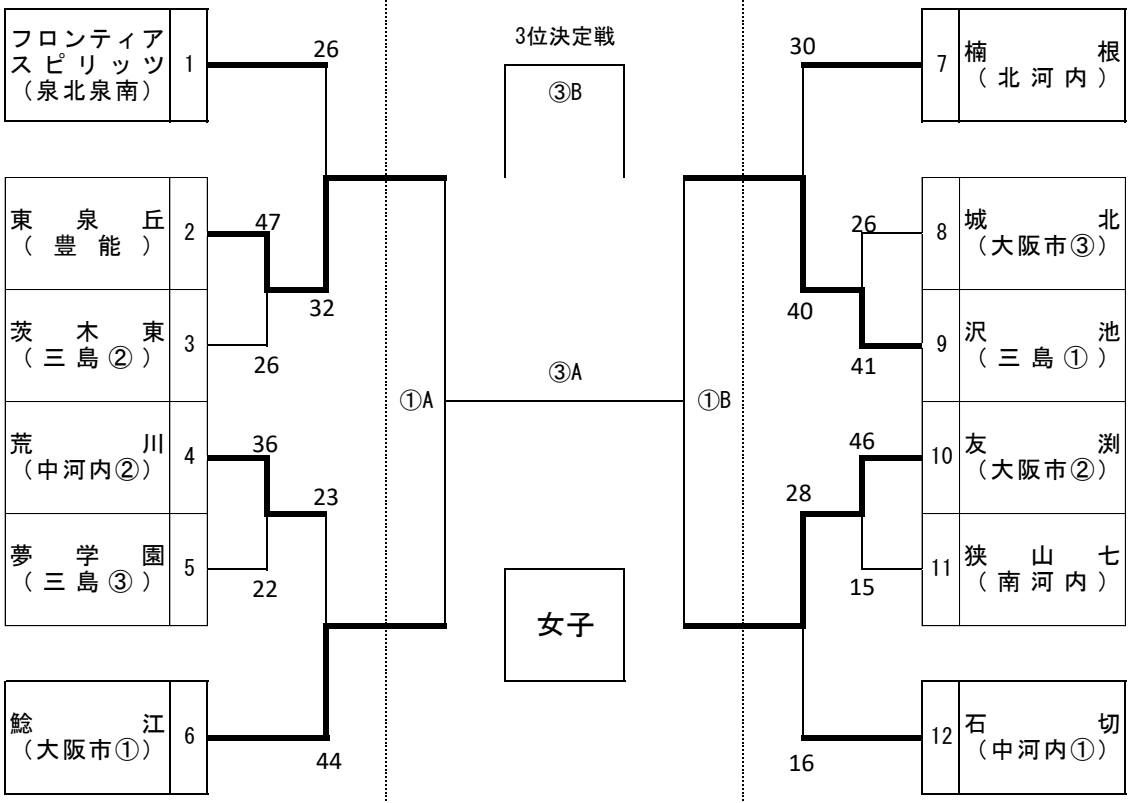 フロンティア
スピリッツ
(泉北泉南)
1
26
東泉丘
(豊能)
2
47
32
茨木東
(三島②)
3
26
荒川
(中河内②)
4
36
23
夢学園
(三島③)
5
22
鯰江
(大阪市①)
6
44
①A
3位決定戦
③B
③A
女子
①B
30
7
楠根
(北河内)
26
8
城北
(大阪市③)
40
41
9
沢池
(三島①)
46
10
友渕
(大阪市②)
28
15
11
狭山七
(南河内)
16
12
石切
(中河内①)